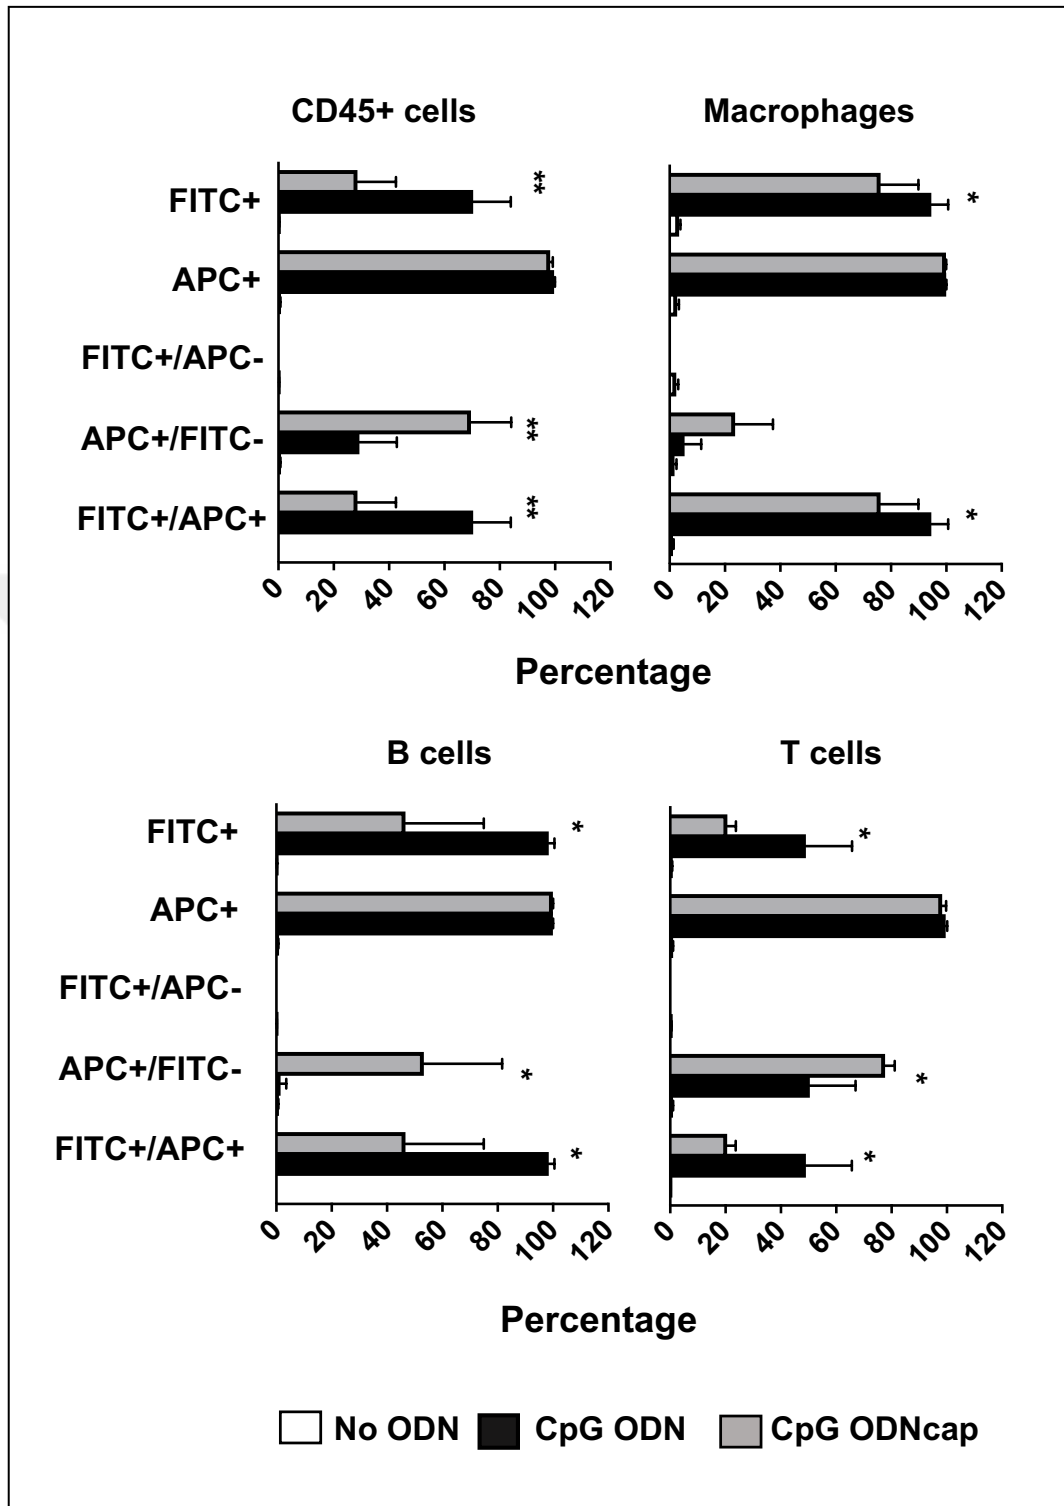 CD45+ cells
Macrophages
FITC+
**
*
APC+
FITC+/APC-
APC+/FITC-
**
FITC+/APC+
**
*
0 20 40 60 80 100 120
0 20 40 60 80 100 120
Percentage
B cells
T cells
FITC+
*
*
APC+
FITC+/APC-
APC+/FITC-
*
*
FITC+/APC+
*
*
0 20 40 60 80 100 120
0 20 40 60 80 100 120
Percentage
No ODN
CpG ODN
CpG ODNcap